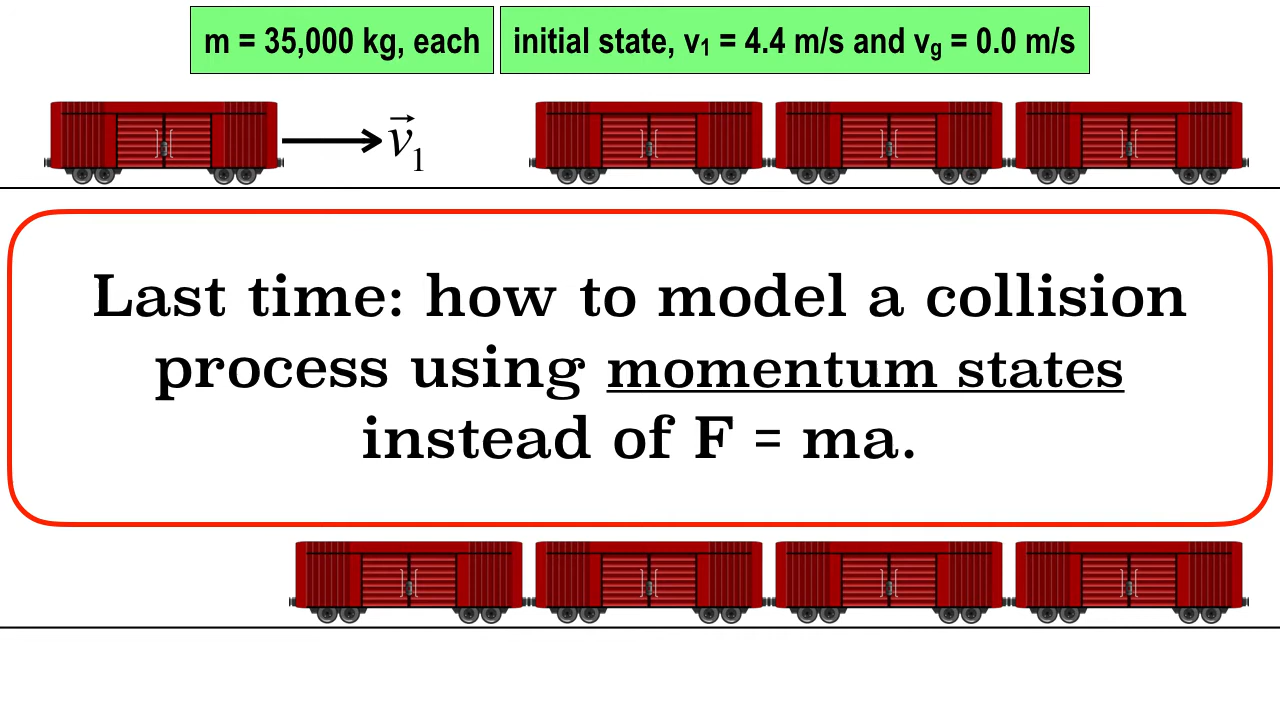 m = 35,000 kg, each
initial state, v₁ = 4.4 m/s and vg = 0.0 m/s
v⃗₁
Last time: how to model a collision
process using momentum states
instead of F = ma.